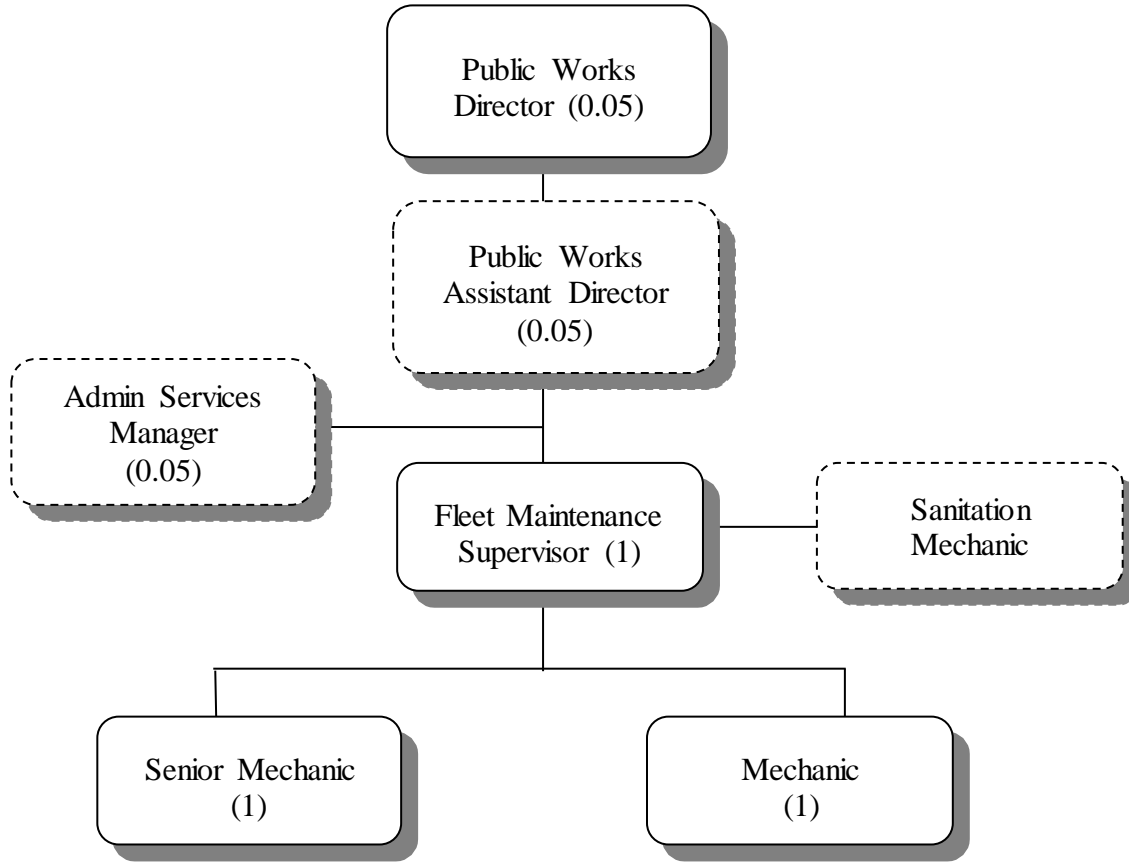 Public Works
Director (0.05)
Public Works
Assistant Director
(0.05)
Admin Services
Manager
(0.05)
Fleet Maintenance
Supervisor (1)
Sanitation
Mechanic
Senior Mechanic
(1)
Mechanic
(1)